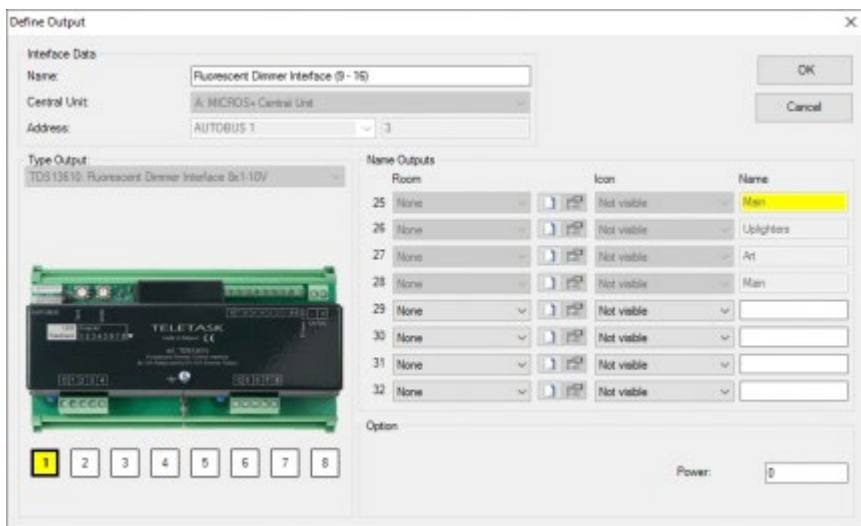 Define Output
Interface Data
Name: Fluorescent Dimmer Interface (9 - 16)
Central Unit: A: MICROS+ Central Unit
Address: AUTOBUS 1 3
OK
Cancel
Type Output:
TDS13610: Fluorescent Dimmer Interface 8x1-10V
TELETASK
1 2 3 4 5 6 7 8
Name Outputs
Room Icon Name
25 None Not visible Main
26 None Not visible Uplighters
27 None Not visible Art
28 None Not visible Main
29 None Not visible
30 None Not visible
31 None Not visible
32 None Not visible
Option
Power: 0